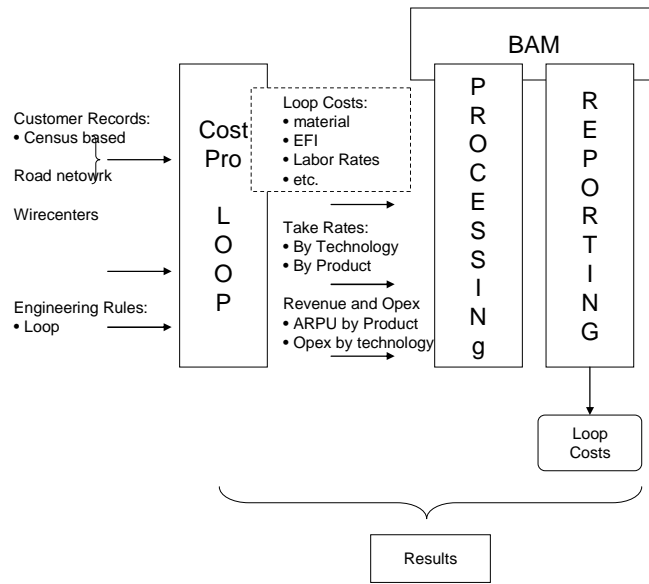 BAM
Customer Records:
• Census based
Road netowrk
Wirecenters
Engineering Rules:
• Loop
Cost
Pro
L
O
O
P
Loop Costs:
• material
• EFI
• Labor Rates
• etc.
Take Rates:
• By Technology
• By Product
Revenue and Opex
• ARPU by Product
• Opex by technology
P
R
O
C
E
S
S
I
N
g
R
E
P
O
R
T
I
N
G
Loop
Costs
Results